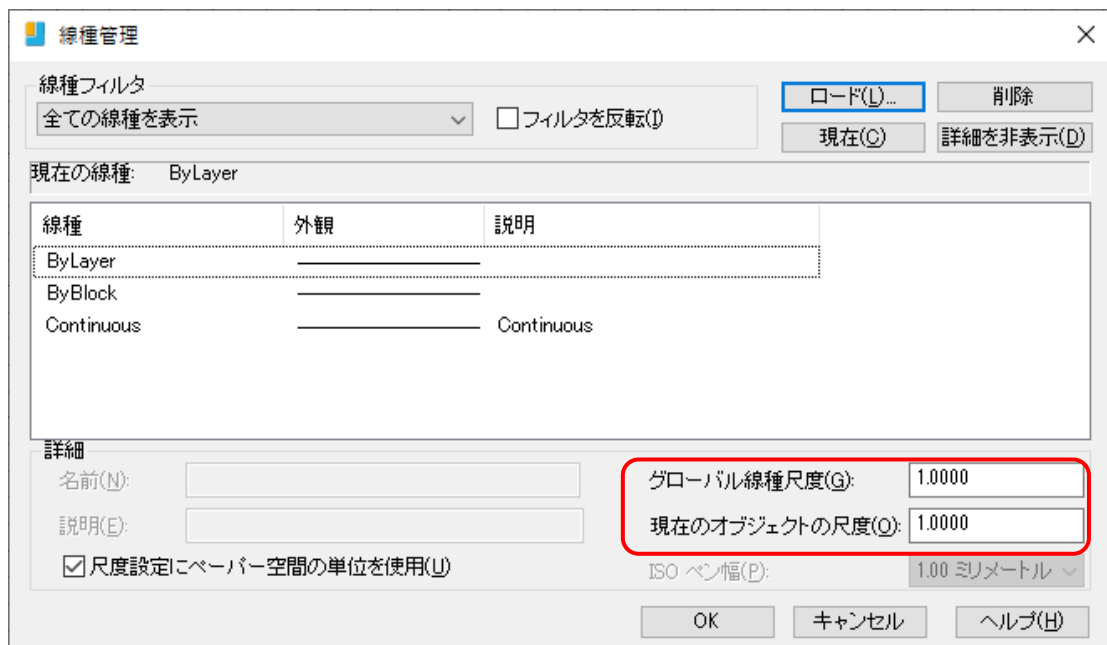 線種管理
線種フィルタ
全ての線種を表示
フィルタを反転(I)
ロード(L)...
削除
現在(C)
詳細を非表示(D)
現在の線種: ByLayer
線種 外観 説明
ByLayer
ByBlock
Continuous Continuous
詳細
名前(N):
グローバル線種尺度(G): 1.0000
説明(E):
現在のオブジェクトの尺度(O): 1.0000
尺度設定にペーパー空間の単位を使用(U)
ISO ペン幅(P): 1.00 ミリメートル
OK キャンセル ヘルプ(H)